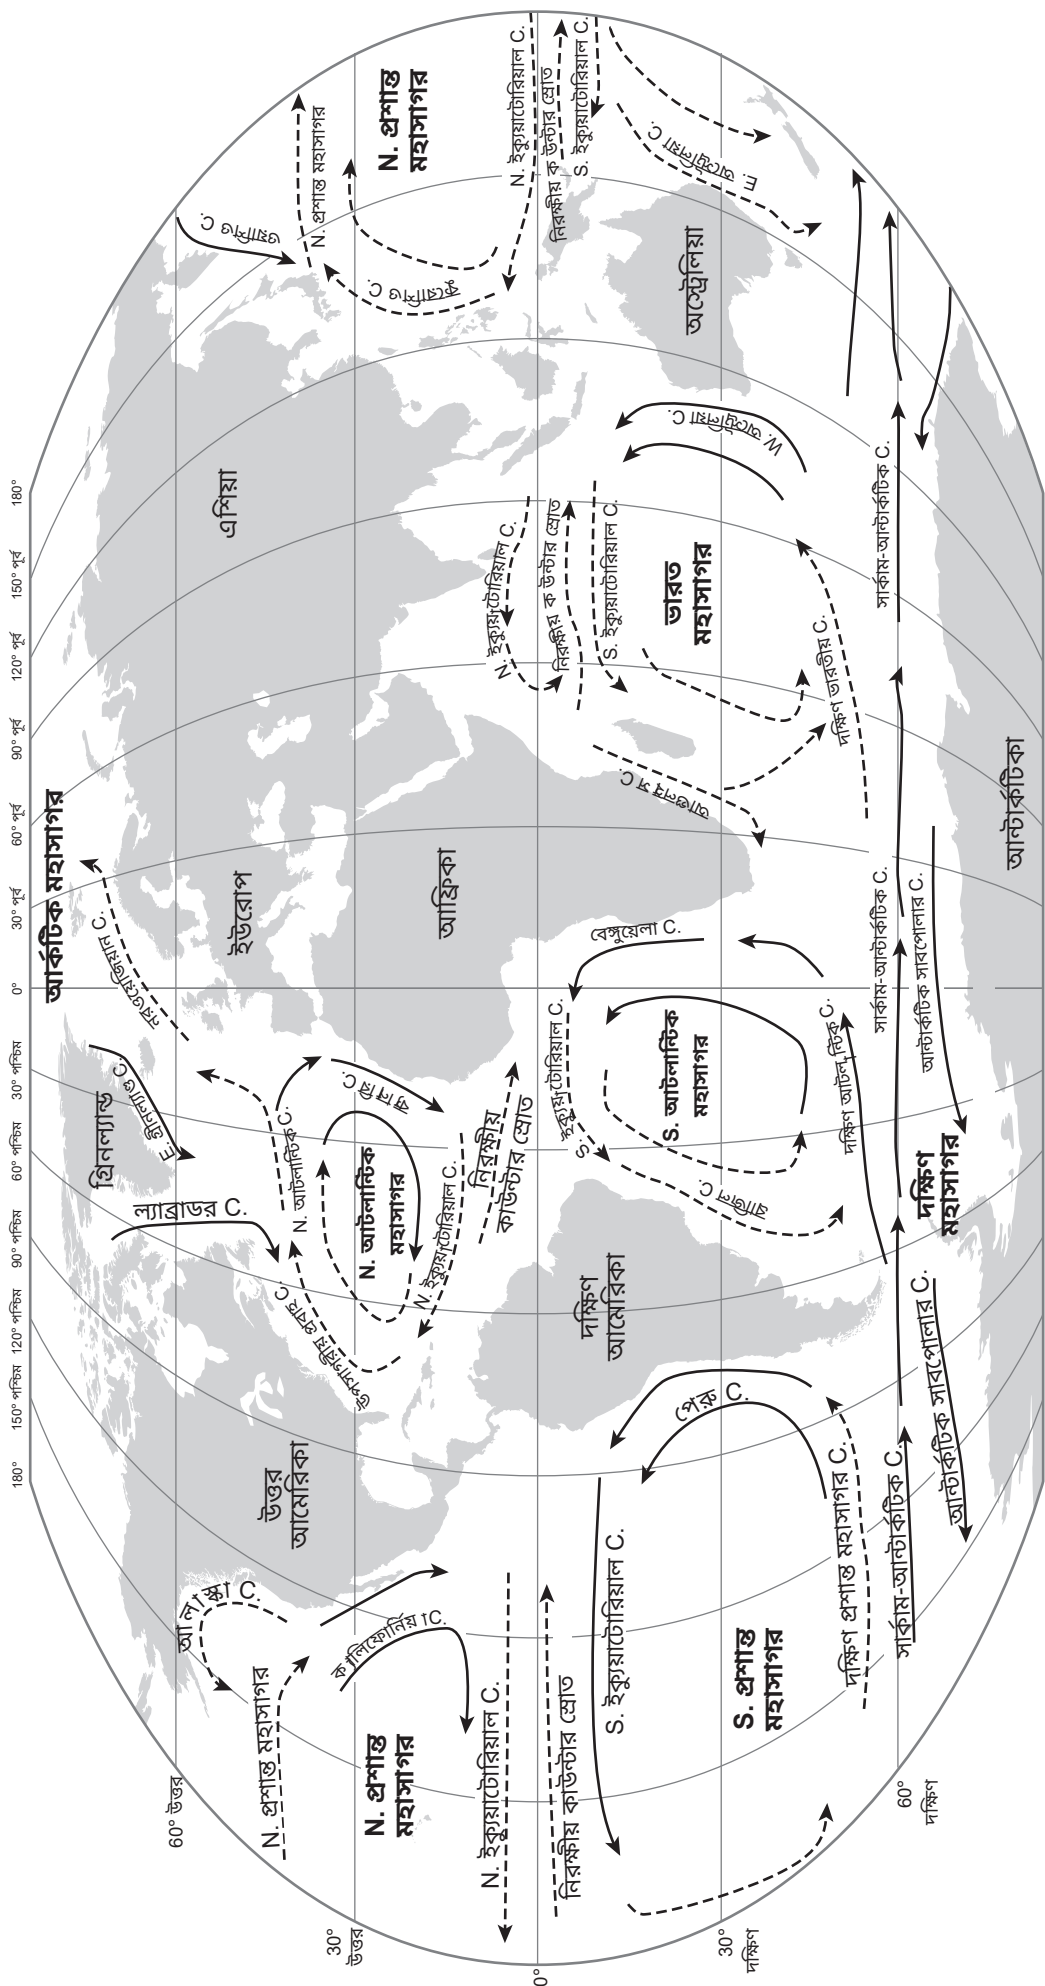 180°
150° পশ্চিম
120° পশ্চিম
90° পশ্চিম
60° পশ্চিম
30° পশ্চিম
0°
30° পূর্ব
60° পূর্ব
90° পূর্ব
120° পূর্ব
150° পূর্ব
180°
আর্কটিক মহাসাগর
গ্রিনল্যান্ড
E. গ্রীনল্যাণ্ড C.
নরওয়েজিয়ান C.
ল্যাব্রাডর C.
আলাস্কা C.
60° উত্তর
উত্তর
আমেরিকা
ইউরোপ
এশিয়া
ওয়াশিও C.
N. প্রশান্ত মহাসাগর
N. প্রশান্ত মহাসাগর
কালিফোর্নিয়া C.
উপসাগরীয় প্রবাহ C.
N. আটলান্টিক C.
ক্যানারি C.
কুরোশিও C.
30°
উত্তর
N. প্রশান্ত
মহাসাগর
N. আটলান্টিক
মহাসাগর
আফ্রিকা
N. প্রশান্ত
মহাসাগর
N. ইকুয়াটোরিয়াল C.
N. ইকুয়াটোরিয়াল C.
N. ইকুয়াটোরিয়াল C.
N. ইকুয়াটোরিয়াল C.
নিরক্ষীয়
কাউন্টার স্রোত
0°
নিরক্ষীয় কাউন্টার স্রোত
নিরক্ষীয় ক উন্টার স্রোত
নিরক্ষীয় ক উন্টার স্রোত
S. ইকুয়াটোরিয়াল C.
S. ইকুয়াটোরিয়াল C.
S. ইকুয়াটোরিয়াল C.
S. ইকুয়াটোরিয়াল C.
দক্ষিণ
আমেরিকা
পেরু C.
ব্রাজিল C.
বেঙ্গুয়েলা C.
S. আটলান্টিক
মহাসাগর
ভারত
মহাসাগর
W. অস্ট্রেলিয়া C.
অস্ট্রেলিয়া
E. অস্ট্রেলিয়া C.
30°
দক্ষিণ
S. প্রশান্ত
মহাসাগর
দক্ষিণ প্রশান্ত মহাসাগর C.
দক্ষিণ আটল ন্টিক C.
দক্ষিণ ভারতীয় C.
সার্কাম-আন্টার্কটিক C.
সার্কাম-আন্টার্কটিক C.
সার্কাম-আন্টার্কটিক C.
60°
দক্ষিণ
আন্টার্কটিক সাবপোলার C.
আন্টার্কটিক সাবপোলার C.
দক্ষিণ
মহাসাগর
আন্টার্কটিকা